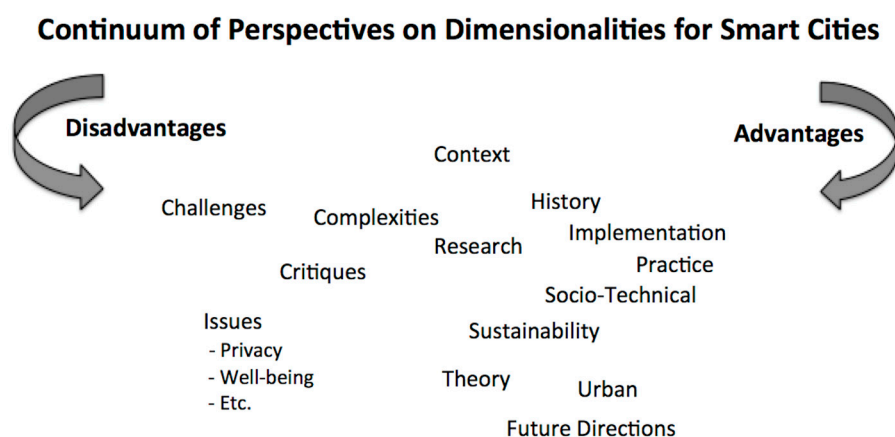 Continuum of Perspectives on Dimensionalities for Smart Cities
Disadvantages
Advantages
Context
Challenges
Complexities
History
Implementation
Research
Practice
Critiques
Socio-Technical
Issues
- Privacy
- Well-being
- Etc.
Sustainability
Theory
Urban
Future Directions